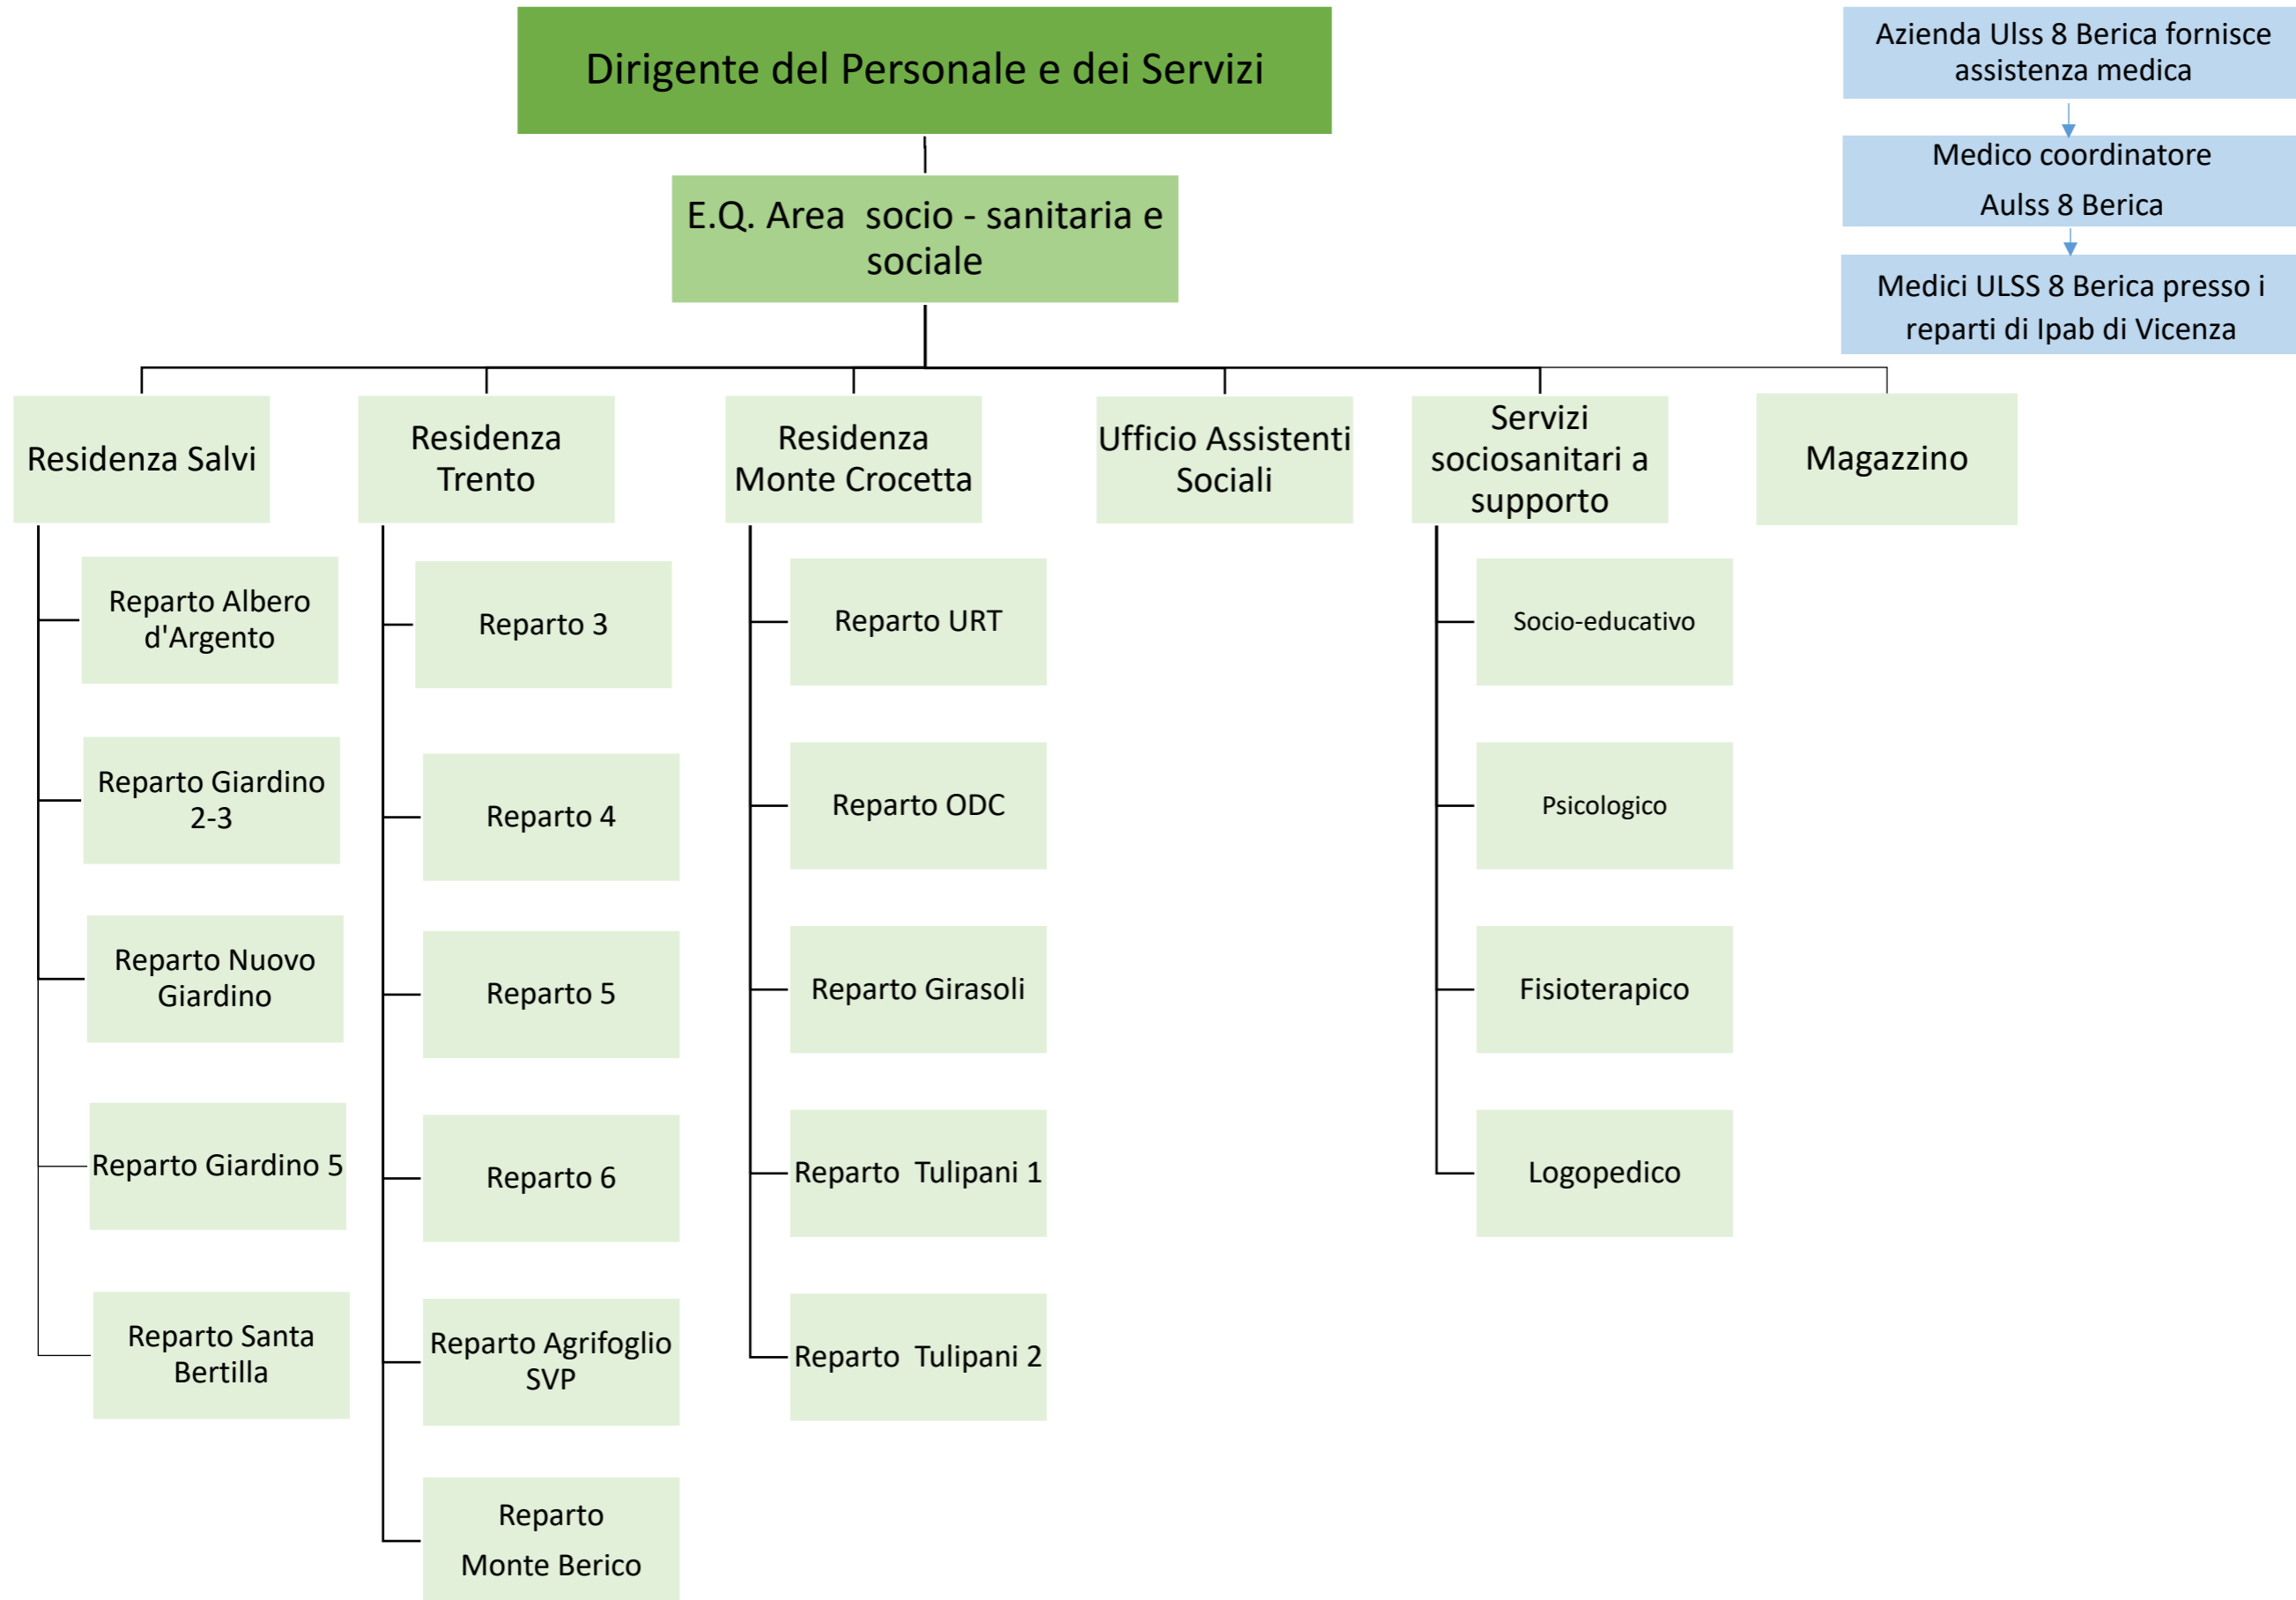 Dirigente del Personale e dei Servizi
Azienda Ulss 8 Berica fornisce
assistenza medica
Medico coordinatore
Aulss 8 Berica
Medici ULSS 8 Berica presso i
reparti di Ipab di Vicenza
E.Q. Area socio - sanitaria e
sociale
Residenza Salvi
Reparto Albero
d'Argento
Reparto Giardino
2-3
Reparto Nuovo
Giardino
Reparto Giardino 5
Reparto Santa
Bertilla
Residenza
Trento
Reparto 3
Reparto 4
Reparto 5
Reparto 6
Reparto Agrifoglio
SVP
Reparto
Monte Berico
Residenza
Monte Crocetta
Reparto URT
Reparto ODC
Reparto Girasoli
Reparto Tulipani 1
Reparto Tulipani 2
Ufficio Assistenti
Sociali
Servizi
sociosanitari a
supporto
Socio-educativo
Psicologico
Fisioterapico
Logopedico
Magazzino